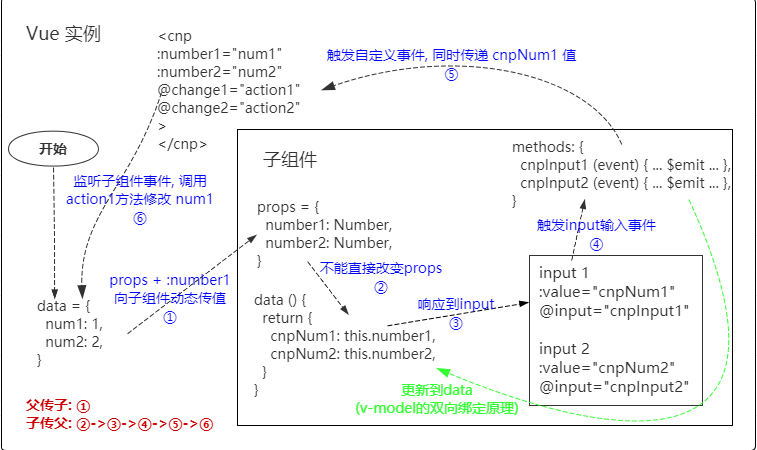 Vue 实例
<cnp
:number1="num1"
:number2="num2"
@change1="action1"
@change2="action2"
>
</cnp>
触发自定义事件, 同时传递 cnpNum1 值
⑤
开始
监听子组件事件, 调用
action1方法修改 num1
⑥
data = {
num1: 1,
num2: 2,
}
props + :number1
向子组件动态传值
①
子组件
props = {
number1: Number,
number2: Number,
}
不能直接改变props
②
data () {
return {
cnpNum1: this.number1,
cnpNum2: this.number2,
}
}
响应到input
③
methods: {
cnpInput1 (event) { ... $emit ... },
cnpInput2 (event) { ... $emit ... },
}
触发input输入事件
④
input 1
:value="cnpNum1"
@input="cnpInput1"
input 2
:value="cnpNum2"
@input="cnpInput2"
更新到data
(v-model的双向绑定原理)
父传子: ①
子传父: ②->③->④->⑤->⑥